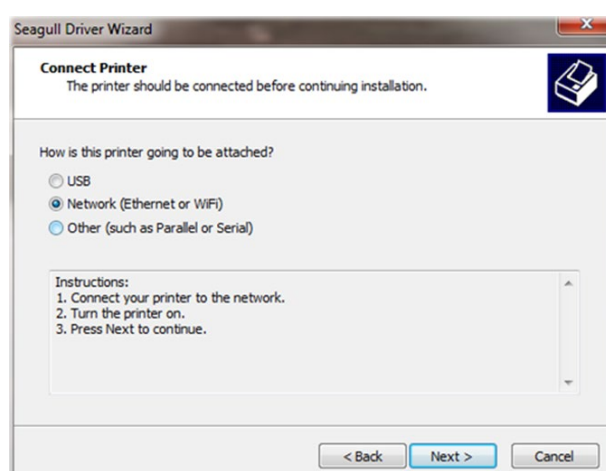 Seagull Driver Wizard
Connect Printer
The printer should be connected before continuing installation.
How is this printer going to be attached?
USB
Network (Ethernet or WiFi)
Other (such as Parallel or Serial)
Instructions:
1. Connect your printer to the network.
2. Turn the printer on.
3. Press Next to continue.
< Back
Next >
Cancel